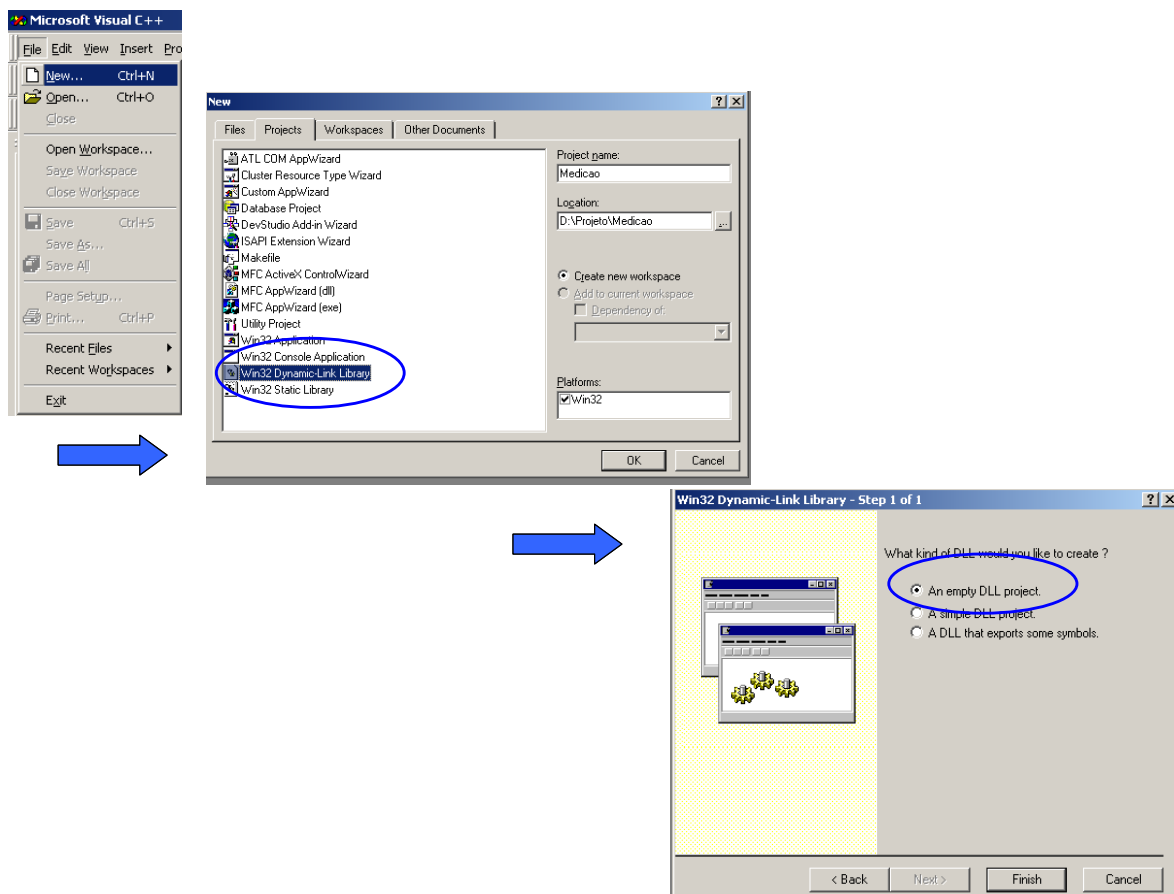 Microsoft Visual C++
File Edit View Insert Pro
New... Ctrl+N
Open... Ctrl+O
Close
Open Workspace...
Save Workspace
Close Workspace
Save Ctrl+S
Save As...
Save All
Page Setup...
Print... Ctrl+P
Recent Files
Recent Workspaces
Exit
New
Files Projects Workspaces Other Documents
ATL COM AppWizard
Cluster Resource Type Wizard
Custom AppWizard
Database Project
DevStudio Add-in Wizard
ISAPI Extension Wizard
Makefile
MFC ActiveX ControlWizard
MFC AppWizard (dll)
MFC AppWizard (exe)
Utility Project
Win32 Application
Win32 Console Application
Win32 Dynamic-Link Library
Win32 Static Library
Project name:
Medicao
Location:
D:\Projeto\Medicao
...
Create new workspace
Add to current workspace
Dependency of:
Platforms:
Win32
OK Cancel
Win32 Dynamic-Link Library - Step 1 of 1
What kind of DLL would you like to create ?
An empty DLL project.
A simple DLL project.
A DLL that exports some symbols.
< Back Next > Finish Cancel